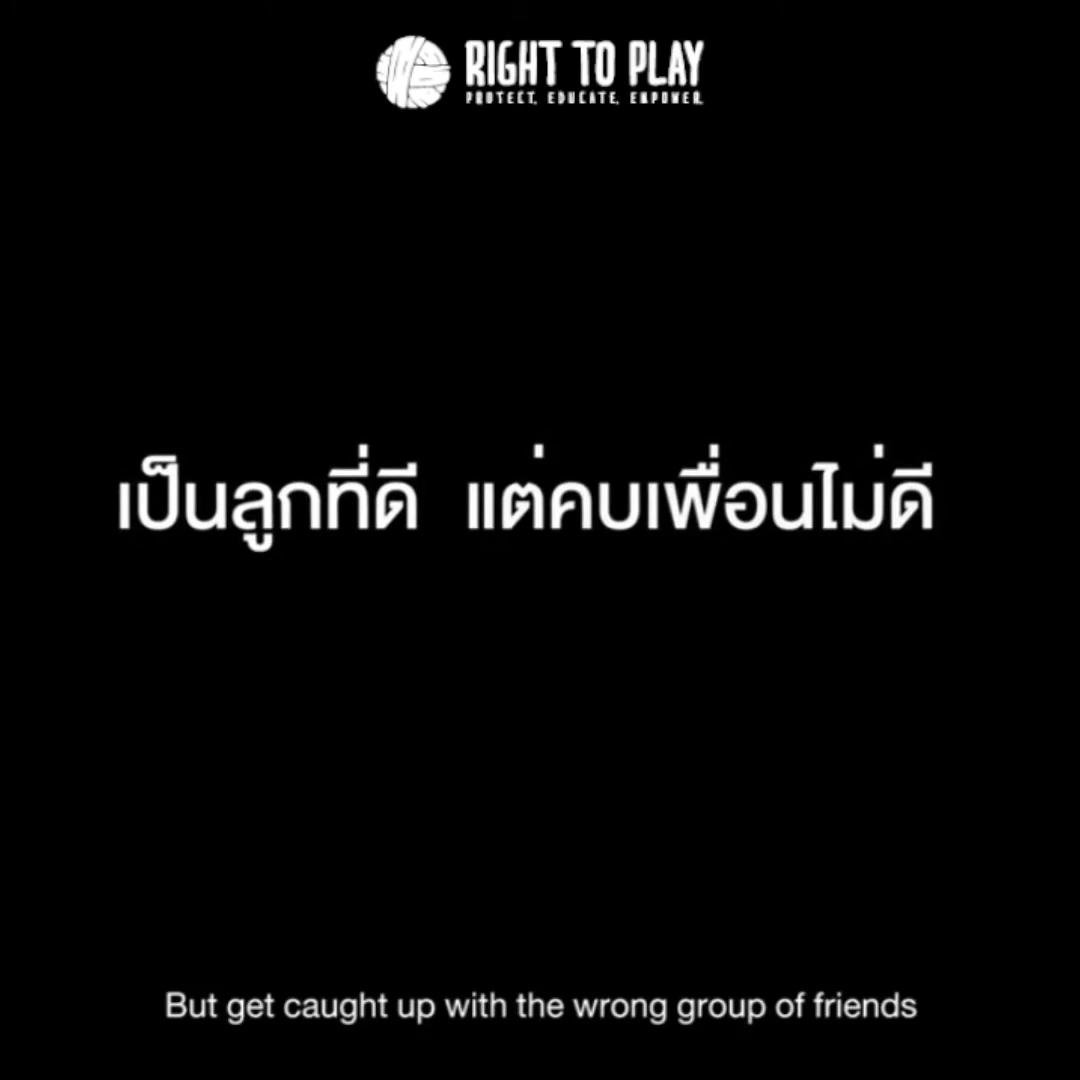 RIGHT TO PLAY
PROTECT. EDUCATE. EMPOWER.
เป็นลูกที่ดี แต่คบเพื่อนไม่ดี
But get caught up with the wrong group of friends